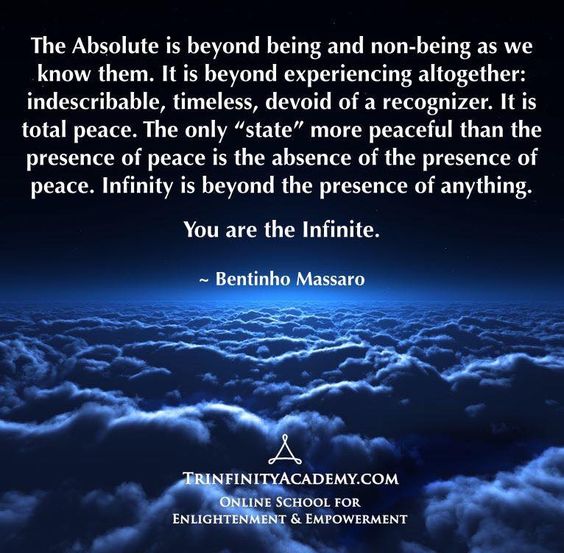 The Absolute is beyond being and non-being as we
know them. It is beyond experiencing altogether:
indescribable, timeless, devoid of a recognizer. It is
total peace. The only “state” more peaceful than the
presence of peace is the absence of the presence of
peace. Infinity is beyond the presence of anything.
You are the Infinite.
~ Bentinho Massaro
TrinfinityAcademy.com
Online School for
Enlightenment & Empowerment